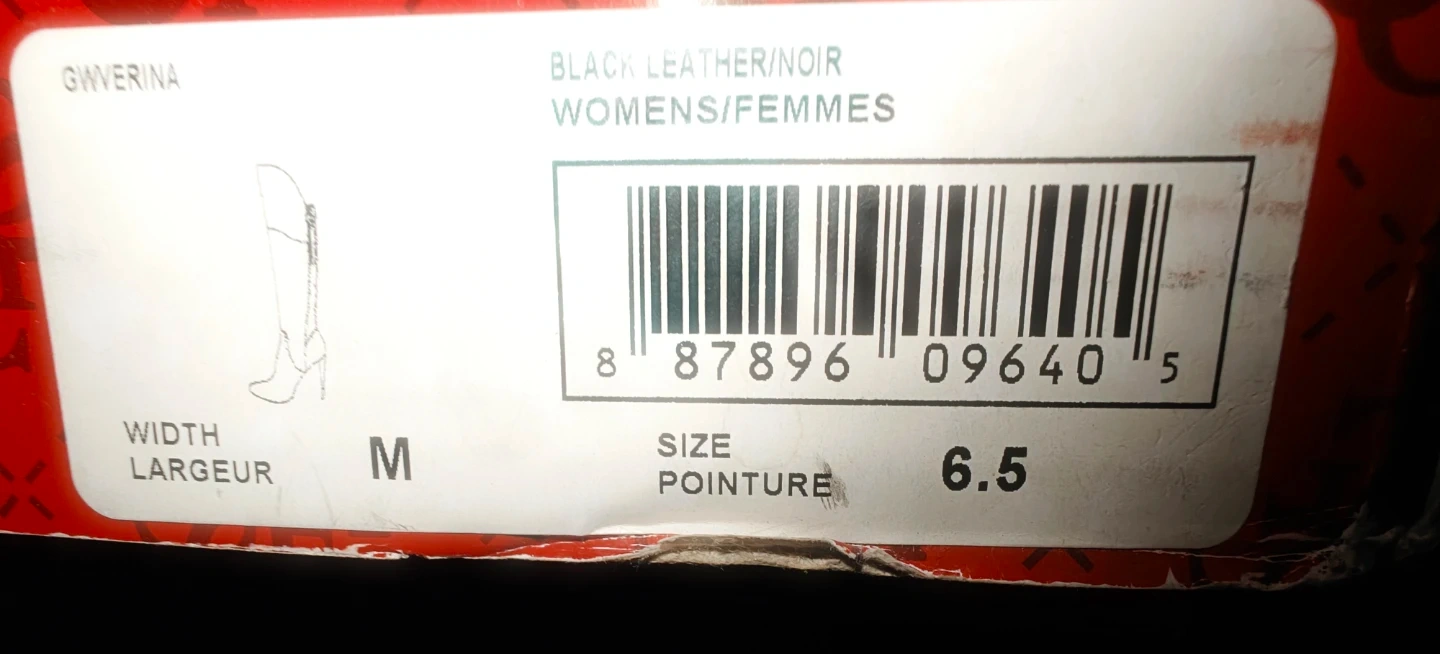 GWVERINA
BLACK LEATHER/NOIR
WOMENS/FEMMES
8 87896 09640 5
WIDTH
LARGEUR
M
SIZE
POINTURE
6.5